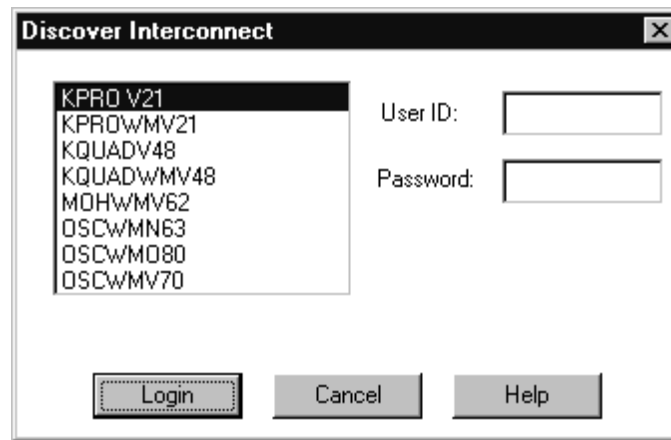 Discover Interconnect
KPRO V21
KPROWMV21
KQUADV48
KQUADWMV48
MOHWMV62
OSCWMN63
OSCWMO80
OSCWMV70
User ID:
Password:
Login
Cancel
Help